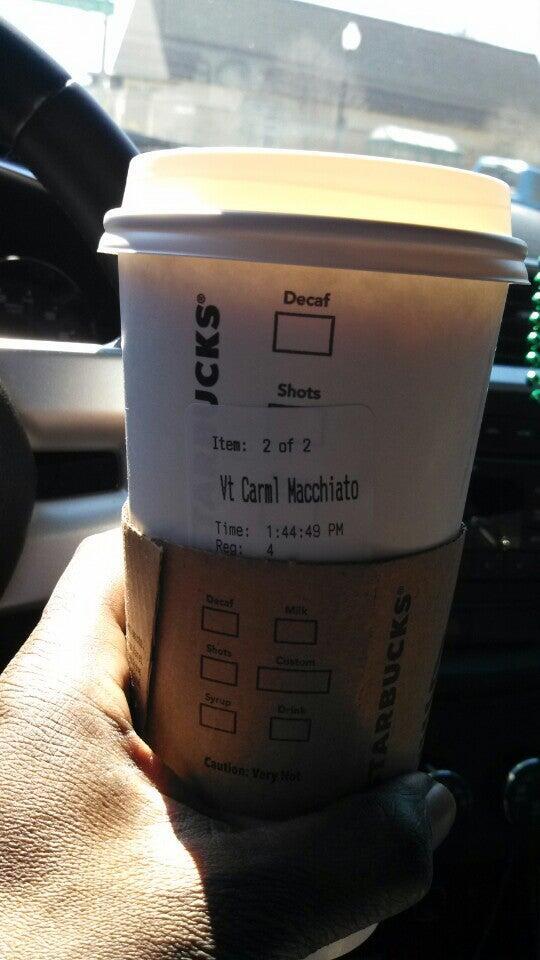 Decaf
UCKS®
Shots
Item: 2 of 2
Vt Carml Macchiato
Time: 1:44:49 PM
Reg: 4
Decaf
Milk
Shots
Custom
Syrup
Drink
STARBUCKS®
Caution: Very Hot